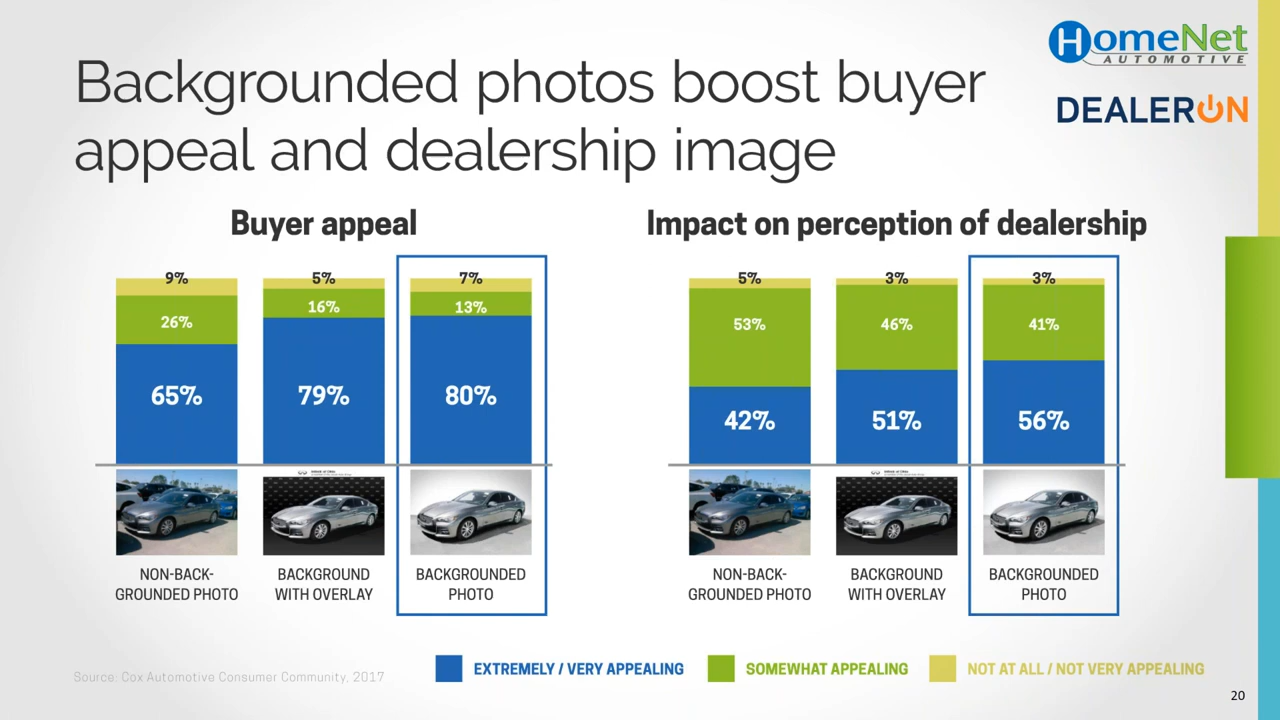 Backgrounded photos boost buyer
appeal and dealership image
HomeNet
AUTOMOTIVE
DEALERON
Buyer appeal
9%
26%
65%
5%
16%
79%
7%
13%
80%
NON-BACK-
GROUNDED PHOTO
BACKGROUND
WITH OVERLAY
BACKGROUNDED
PHOTO
Impact on perception of dealership
5%
53%
42%
3%
46%
51%
3%
41%
56%
NON-BACK-
GROUNDED PHOTO
BACKGROUND
WITH OVERLAY
BACKGROUNDED
PHOTO
Source: Cox Automotive Consumer Community, 2017
EXTREMELY / VERY APPEALING
SOMEWHAT APPEALING
NOT AT ALL / NOT VERY APPEALING
20